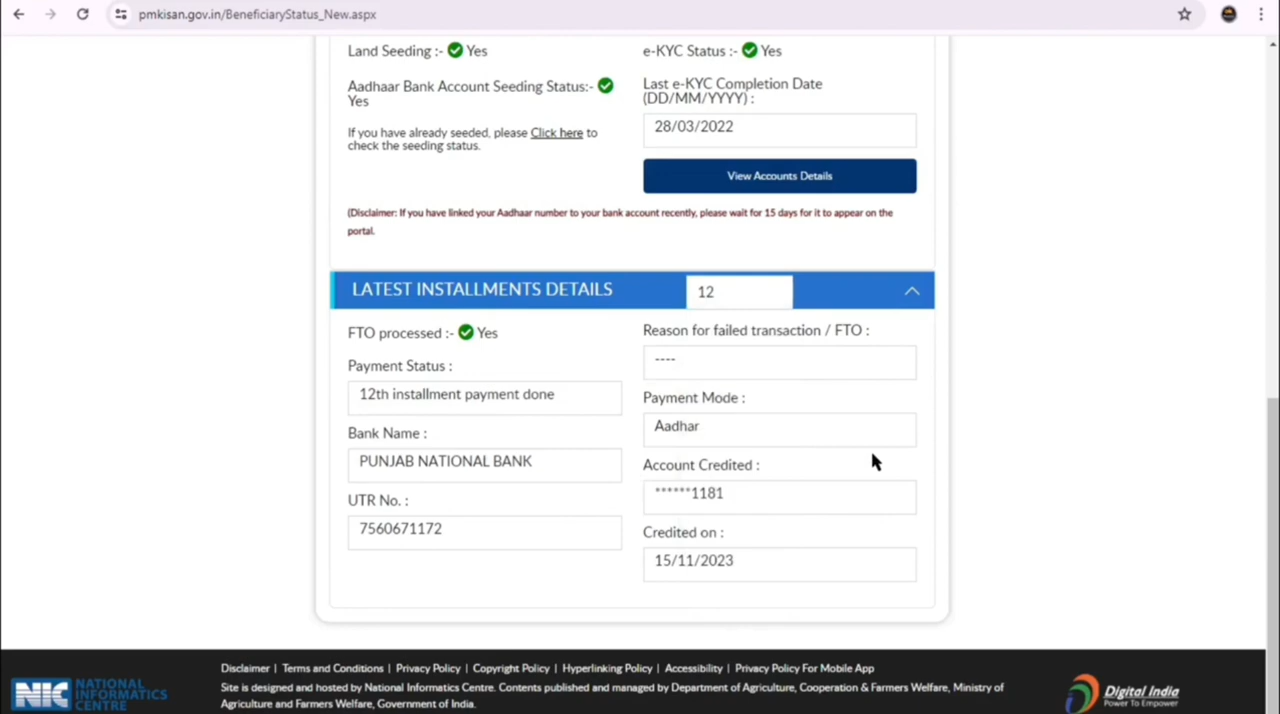 pmkisan.gov.in/BeneficiaryStatus_New.aspx
Land Seeding :- Yes
e-KYC Status :- Yes
Aadhaar Bank Account Seeding Status:-
Yes
Last e-KYC Completion Date
(DD/MM/YYYY) :
28/03/2022
If you have already seeded, please Click here to
check the seeding status.
View Accounts Details
(Disclaimer: If you have linked your Aadhaar number to your bank account recently, please wait for 15 days for it to appear on the
portal.
LATEST INSTALLMENTS DETAILS 12
FTO processed :- Yes
Reason for failed transaction / FTO :
----
Payment Status :
12th installment payment done
Payment Mode :
Aadhar
Bank Name :
PUNJAB NATIONAL BANK
Account Credited :
******1181
UTR No. :
7560671172
Credited on :
15/11/2023
Disclaimer | Terms and Conditions | Privacy Policy | Copyright Policy | Hyperlinking Policy | Accessibility | Privacy Policy For Mobile App
Site is designed and hosted by National Informatics Centre. Contents published and managed by Department of Agriculture, Cooperation & Farmers Welfare, Ministry of
Agriculture and Farmers Welfare, Government of India.
NIC NATIONAL
INFORMATICS
CENTRE
Digital India
Power To Empower